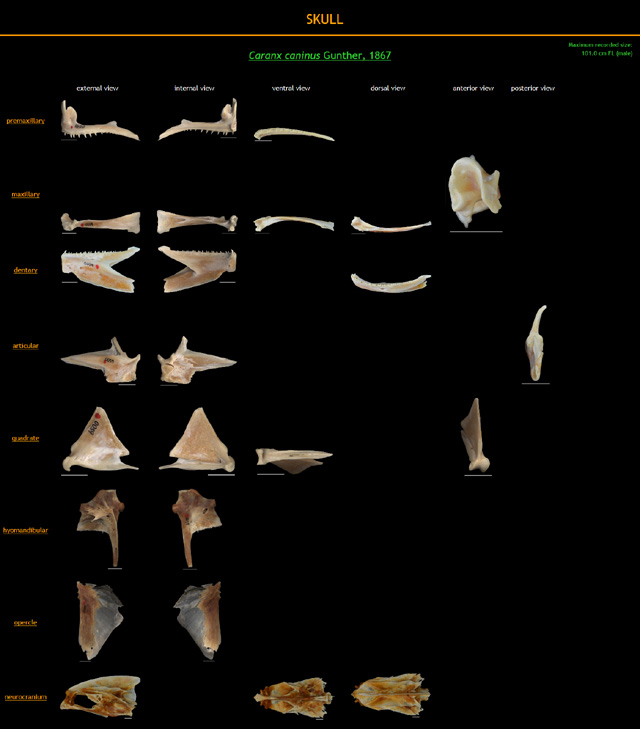 SKULL
Maximum recorded size:
101.0 cm FL (male)
Caranx caninus Gunther, 1867
external view internal view ventral view dorsal view anterior view posterior view
premaxillary
maxillary
dentary
articular
quadrate
hyomandibular
opercle
neurocranium